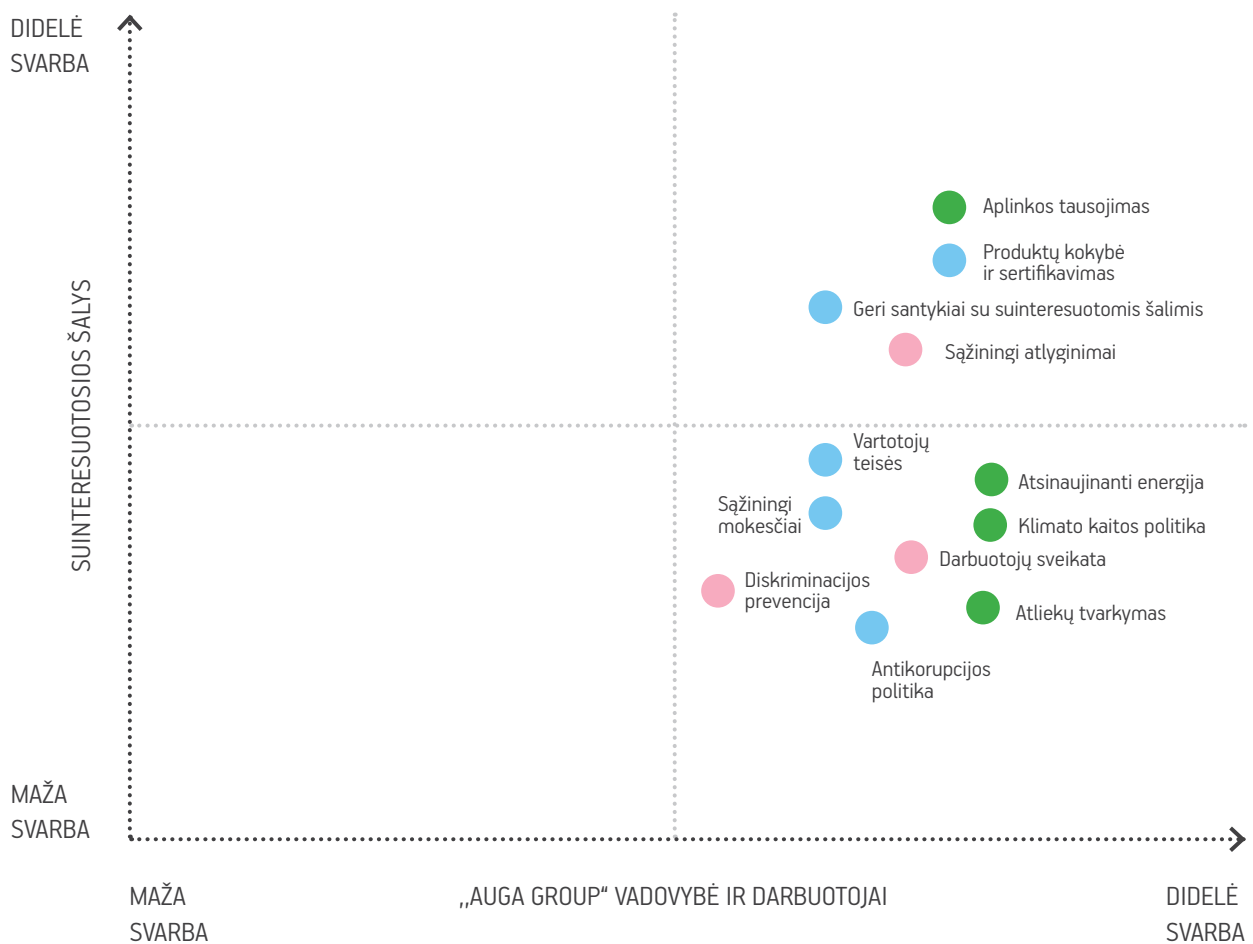 DIDELĖ
SVARBA
SUINTERESUOTOSIOS ŠALYS
Aplinkos tausojimas
Produktų kokybė
ir sertifikavimas
Geri santykiai su suinteresuotomis šalimis
Sąžiningi atlyginimai
Vartotojų
teisės
Atsinaujinanti energija
Sąžiningi
mokesčiai
Klimato kaitos politika
Darbuotojų sveikata
Diskriminacijos
prevencija
Atliekų tvarkymas
Antikorupcijos
politika
MAŽA
SVARBA
MAŽA
SVARBA
,,AUGA GROUP“ VADOVYBĖ IR DARBUOTOJAI
DIDELĖ
SVARBA